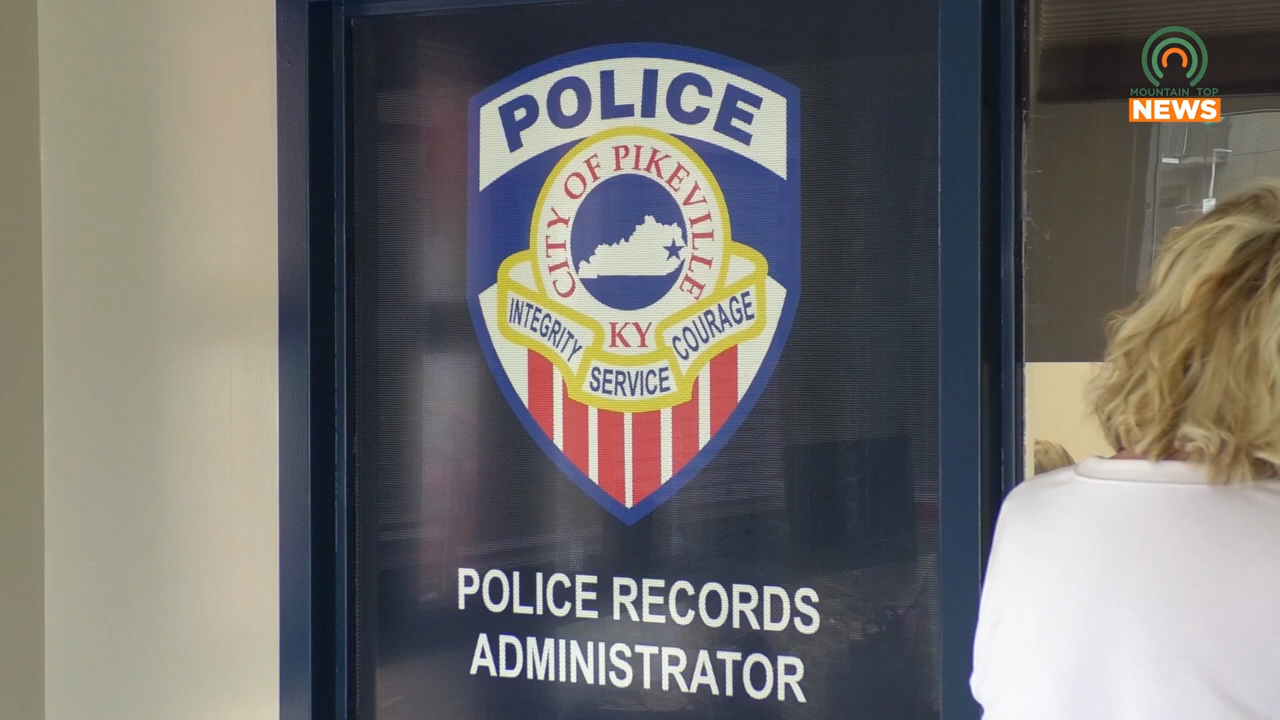 MOUNTAIN TOP
NEWS
POLICE
CITY OF PIKEVILLE
KY
INTEGRITY
SERVICE
COURAGE
POLICE RECORDS
ADMINISTRATOR